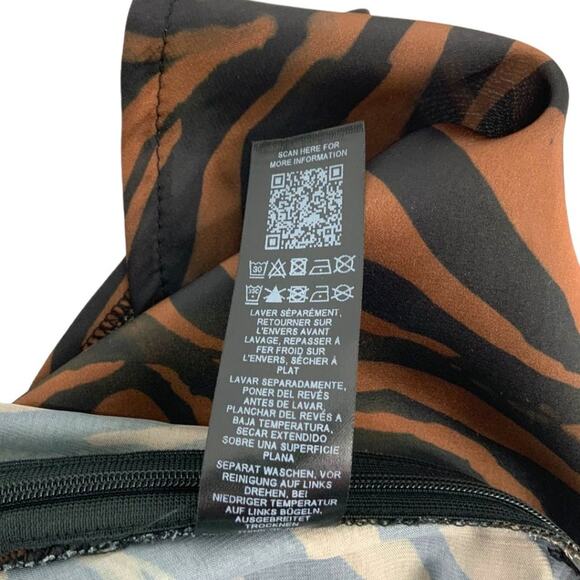 SCAN HERE FOR
MORE INFORMATION
30
LAVER SÉPARÉMENT,
RETOURNER SUR
L'ENVERS AVANT
LAVAGE, REPASSER À
FER FROID SUR
L'ENVERS, SÉCHER À
PLAT
LAVAR SEPARADAMENTE,
PONER DEL REVÉS
ANTES DE LAVAR,
PLANCHAR DEL REVÉS A
BAJA TEMPERATURA,
SECAR EXTENDIDO
SOBRE UNA SUPERFICIE
PLANA
SEPARAT WASCHEN, VOR
REINIGUNG AUF LINKS
DREHEN, BEI
NIEDRIGER TEMPERATUR
AUF LINKS BÜGELN,
AUSGEBREITET